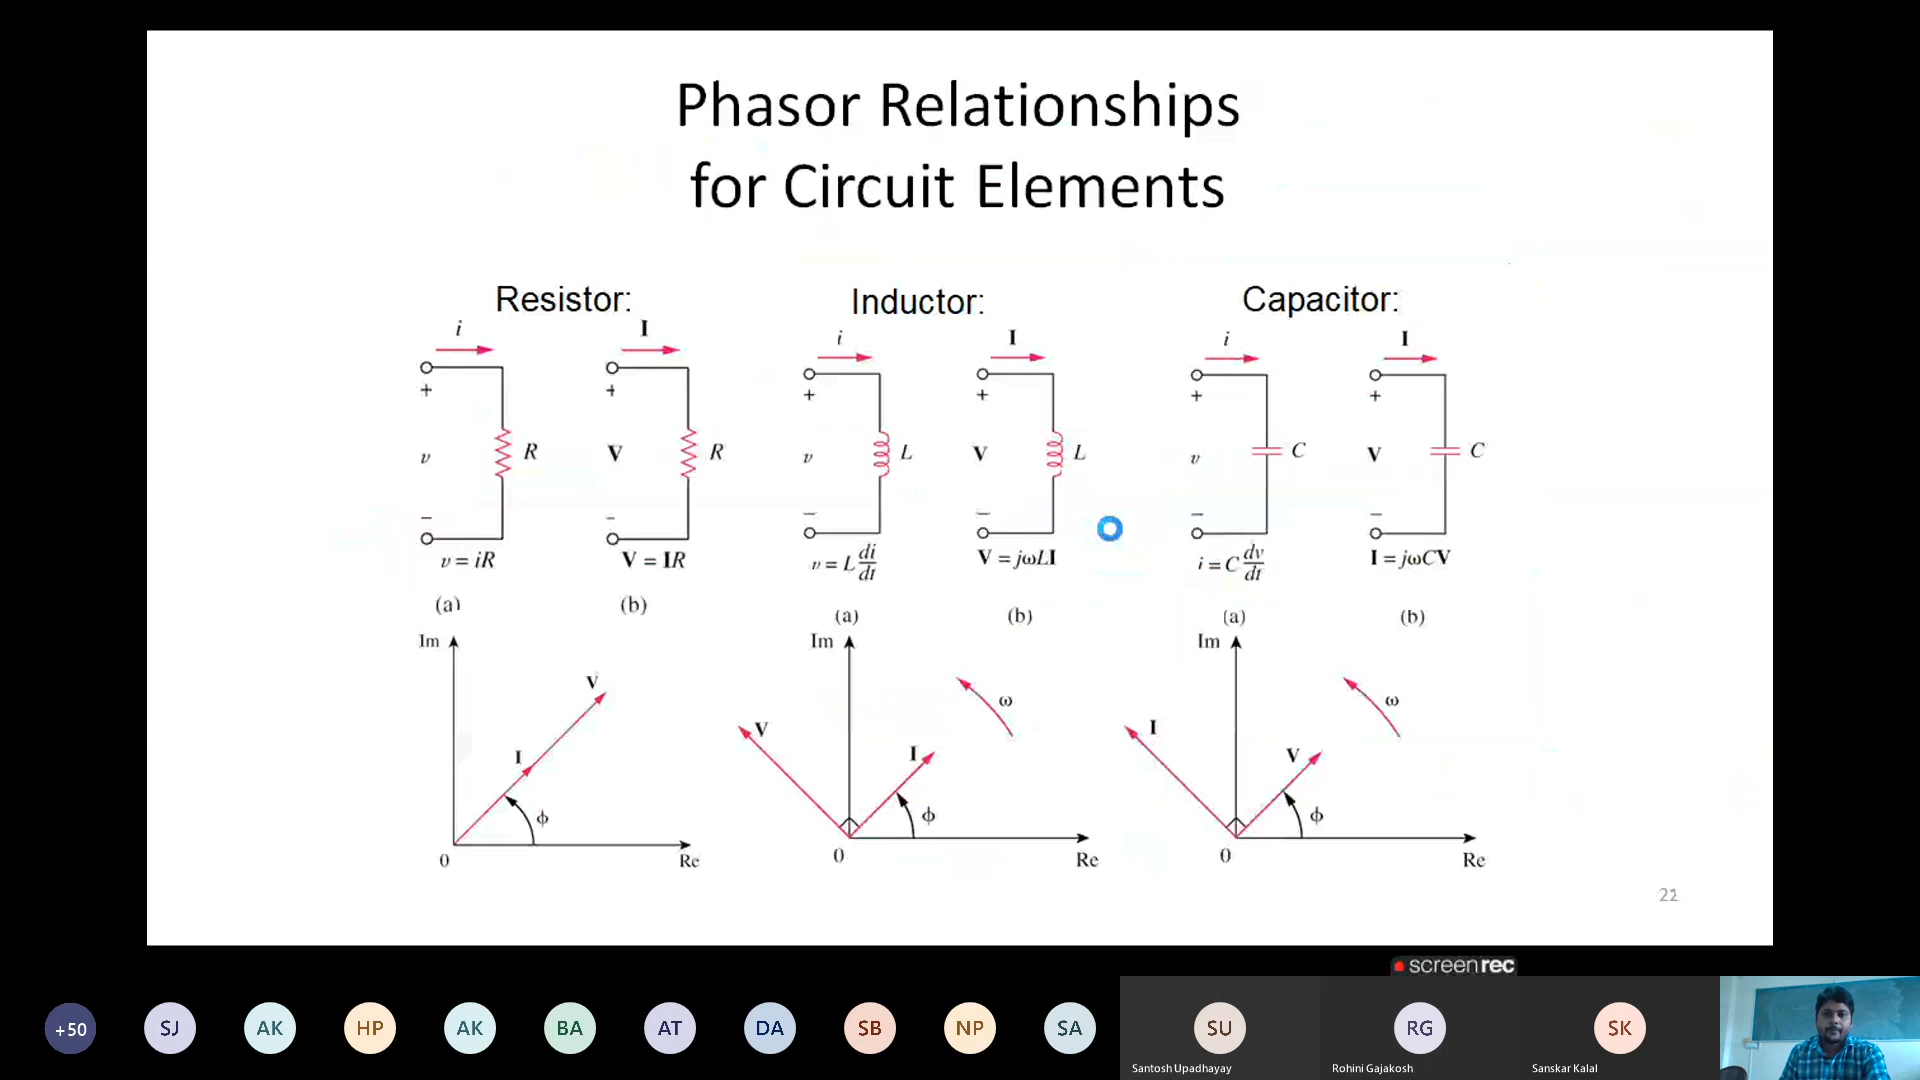 Phasor Relationships
for Circuit Elements
Resistor:
Inductor:
Capacitor:
i
I
i
I
i
I
+
+
+
+
+
+
v
R
V
R
v
L
V
L
v
C
V
C
–
–
–
–
–
–
v = iR
V = IR
v = L di/dt
V = jωLI
i = C dv/dt
I = jωCV
(a)
(b)
(a)
(b)
(a)
(b)
Im
V
I
ϕ
0
Re
Im
V
I
ω
ϕ
0
Re
Im
I
V
ω
ϕ
0
Re
screenrec
+50
SJ
AK
HP
AK
BA
AT
DA
SB
NP
SA
SU
RG
SK
Santosh Upadhayay
Rohini Gajakosh
Sanskar Kalal